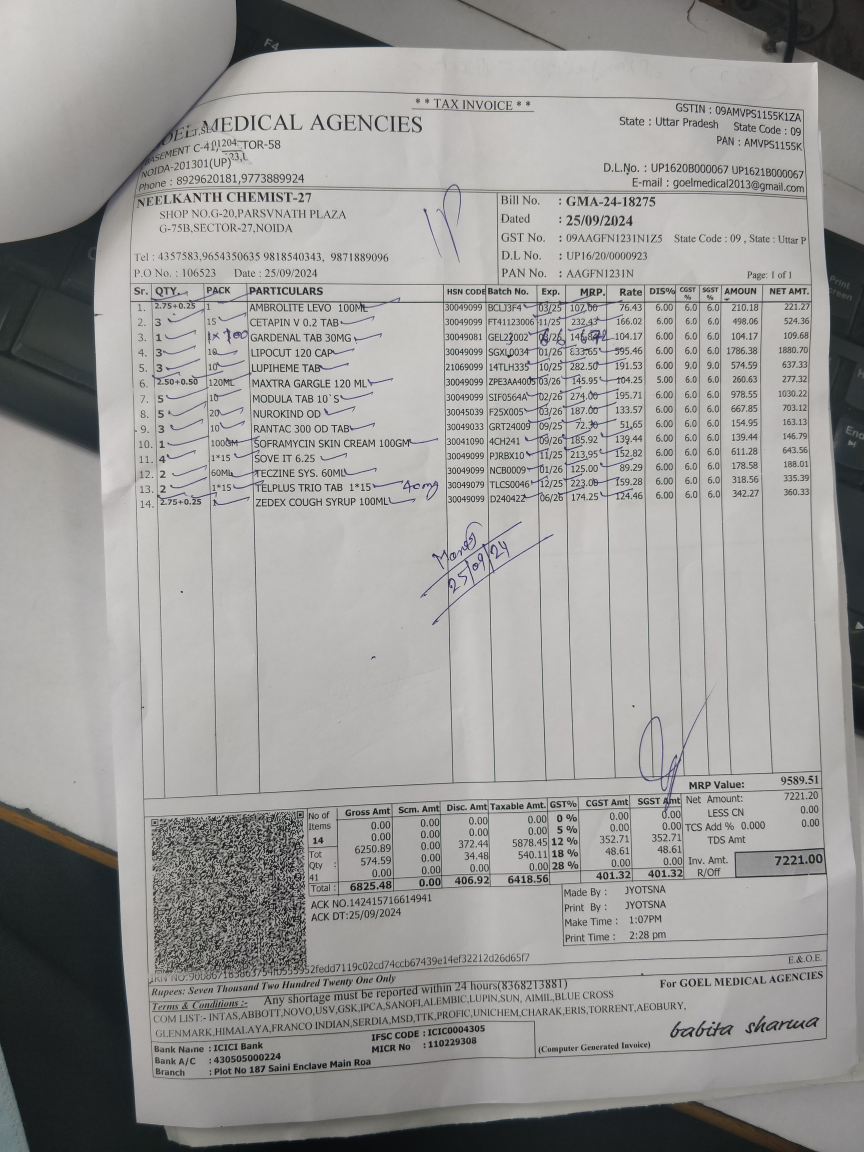 F4
* * TAX INVOICE * *
GSTIN : 09AMVPS1155K1ZA
State : Uttar Pradesh State Code : 09
PAN : AMVPS1155K
GOEL MEDICAL AGENCIES
BASEMENT C-41, TOR-58
NOIDA-201301(UP)
Phone : 8929620181,9773889924
D.L.No. : UP1620B000067 UP1621B000067
E-mail : goelmedical2013@gmail.com
NEELKANTH CHEMIST-27
SHOP NO.G-20,PARSVNATH PLAZA
G-75B,SECTOR-27,NOIDA
Tel : 4357583,9654350635 9818540343, 9871889096
P.O No. : 106523 Date : 25/09/2024
Bill No. : GMA-24-18275
Dated : 25/09/2024
GST No. : 09AAGFN1231N1Z5 State Code : 09 , State : Uttar P
D.L No. : UP16/20/0000923
PAN No. : AAGFN1231N Page: 1 of 1
Sr. QTY. PACK PARTICULARS HSN CODE Batch No. Exp. MRP. Rate DIS% CGST % SGST % AMOUN NET AMT.
1. 2.75+0.25 1 AMBROLITE LEVO 100ML 30049099 BCLJ3F4 03/25 107.00 76.43 6.00 6.0 6.0 210.18 221.27
2. 3 15 CETAPIN V 0.2 TAB 30049099 FT41123006 11/25 232.43 166.02 6.00 6.0 6.0 498.06 524.36
3. 1 1x100 GARDENAL TAB 30MG 30049081 104.17 6.00 6.0 6.0 104.17 109.68
4. 3 10 LIPOCUT 120 CAP 30049099 SGXL0034 01/26 833.65 595.46 6.00 6.0 6.0 1786.38 1880.70
5. 3 10 LUPIHEME TAB 21069099 14TLH335 10/25 282.50 191.53 6.00 9.0 9.0 574.59 637.33
6. 2.50+0.50 120ML MAXTRA GARGLE 120 ML 30049099 ZPE3AA4005 03/26 145.95 104.25 5.00 6.0 6.0 260.63 277.32
7. 5 10 MODULA TAB 10`S 30049099 SIF0564A 02/26 274.00 195.71 6.00 6.0 6.0 978.55 1030.22
8. 5 20 NUROKIND OD 30045039 F25X005 03/26 187.00 133.57 6.00 6.0 6.0 667.85 703.12
9. 3 10 RANTAC 300 OD TAB 30049033 GRT24009 09/25 72.30 51.65 6.00 6.0 6.0 154.95 163.13
10. 1 100GM SOFRAMYCIN SKIN CREAM 100GM 30041090 4CH241 09/26 185.92 139.44 6.00 6.0 6.0 139.44 146.79
11. 4 1*15 SOVE IT 6.25 30049099 PJRBX10 11/25 213.95 152.82 6.00 6.0 6.0 611.28 643.56
12. 2 60ML TECZINE SYS. 60ML 30049099 NCB0009 01/26 125.00 89.29 6.00 6.0 6.0 178.58 188.01
13. 2 1*15 TELPLUS TRIO TAB 1*15 40mg 30049079 TLCS0046 12/25 223.00 159.28 6.00 6.0 6.0 318.56 335.39
14. 2.75+0.25 ZEDEX COUGH SYRUP 100ML 30049099 D240422 06/26 174.25 124.46 6.00 6.0 6.0 342.27 360.33
25/09/24
MRP Value: 9589.51
Net Amount: 7221.20
LESS CN 0.00
TCS Add % 0.000 0.00
TDS Amt
Inv. Amt. 7221.00
R/Off
No of Items 14
Tot Qty : 41
Gross Amt Scm. Amt Disc. Amt Taxable Amt. GST% CGST Amt SGST Amt
0.00 0.00 0.00 0.00 0 % 0.00 0.00
0.00 0.00 0.00 0.00 5 % 0.00 0.00
6250.89 0.00 372.44 5878.45 12 % 352.71 352.71
574.59 0.00 34.48 540.11 18 % 48.61 48.61
0.00 0.00 0.00 0.00 28 % 0.00 0.00
Total : 6825.48 0.00 406.92 6418.56 401.32 401.32
ACK NO.142415716614941
ACK DT:25/09/2024
Made By : JYOTSNA
Print By : JYOTSNA
Make Time : 1:07PM
Print Time : 2:28 pm
E.&.O.E.
Rupees: Seven Thousand Two Hundred Twenty One Only
Terms & Conditions :- Any shortage must be reported within 24 hours(8368213881)
For GOEL MEDICAL AGENCIES
COM LIST:- INTAS,ABBOTT,NOVO,USV,GSK,IPCA,SANOFI,ALEMBIC,LUPIN,SUN, AIMIL,BLUE CROSS
GLENMARK,HIMALAYA,FRANCO INDIAN,SERDIA,MSD,TTK,PROFIC,UNICHEM,CHARAK,ERIS,TORRENT,AEOBURY,
Bank Name : ICICI Bank IFSC CODE : ICIC0004305
Bank A/C : 430505000224 MICR No : 110229308
Branch : Plot No 187 Saini Enclave Main Roa
(Computer Generated Invoice)
babita sharma